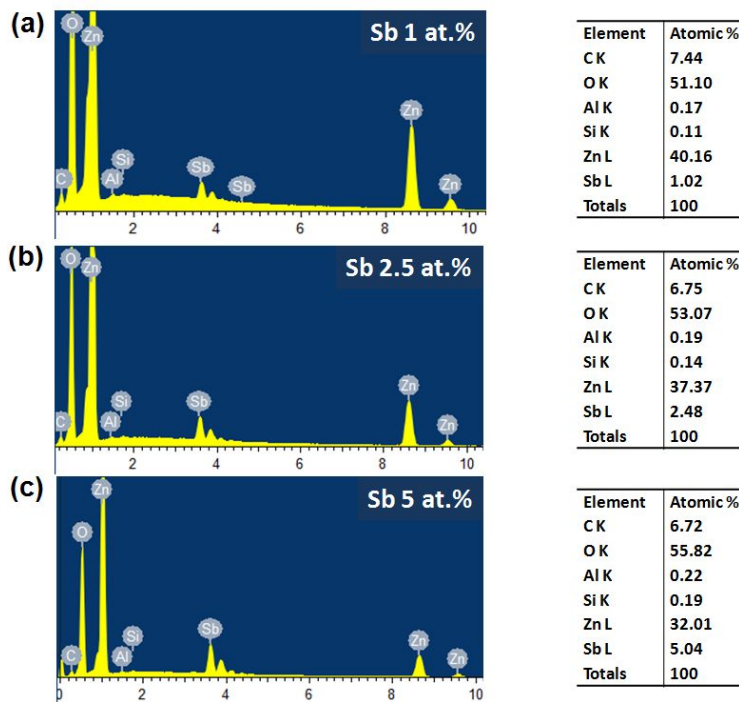 (a)
Sb 1 at.%
O
Zn
C
Al
Si
Sb
Sb
Zn
Zn
2 4 6 8 10
Element Atomic %
C K 7.44
O K 51.10
Al K 0.17
Si K 0.11
Zn L 40.16
Sb L 1.02
Totals 100
(b)
Sb 2.5 at.%
O
Zn
C
Al
Si
Sb
Zn
Zn
2 4 6 8 10
Element Atomic %
C K 6.75
O K 53.07
Al K 0.19
Si K 0.14
Zn L 37.37
Sb L 2.48
Totals 100
(c)
Sb 5 at.%
O
Zn
C
Al
Si
Sb
Zn
Zn
0 2 4 6 8 10
Element Atomic %
C K 6.72
O K 55.82
Al K 0.22
Si K 0.19
Zn L 32.01
Sb L 5.04
Totals 100